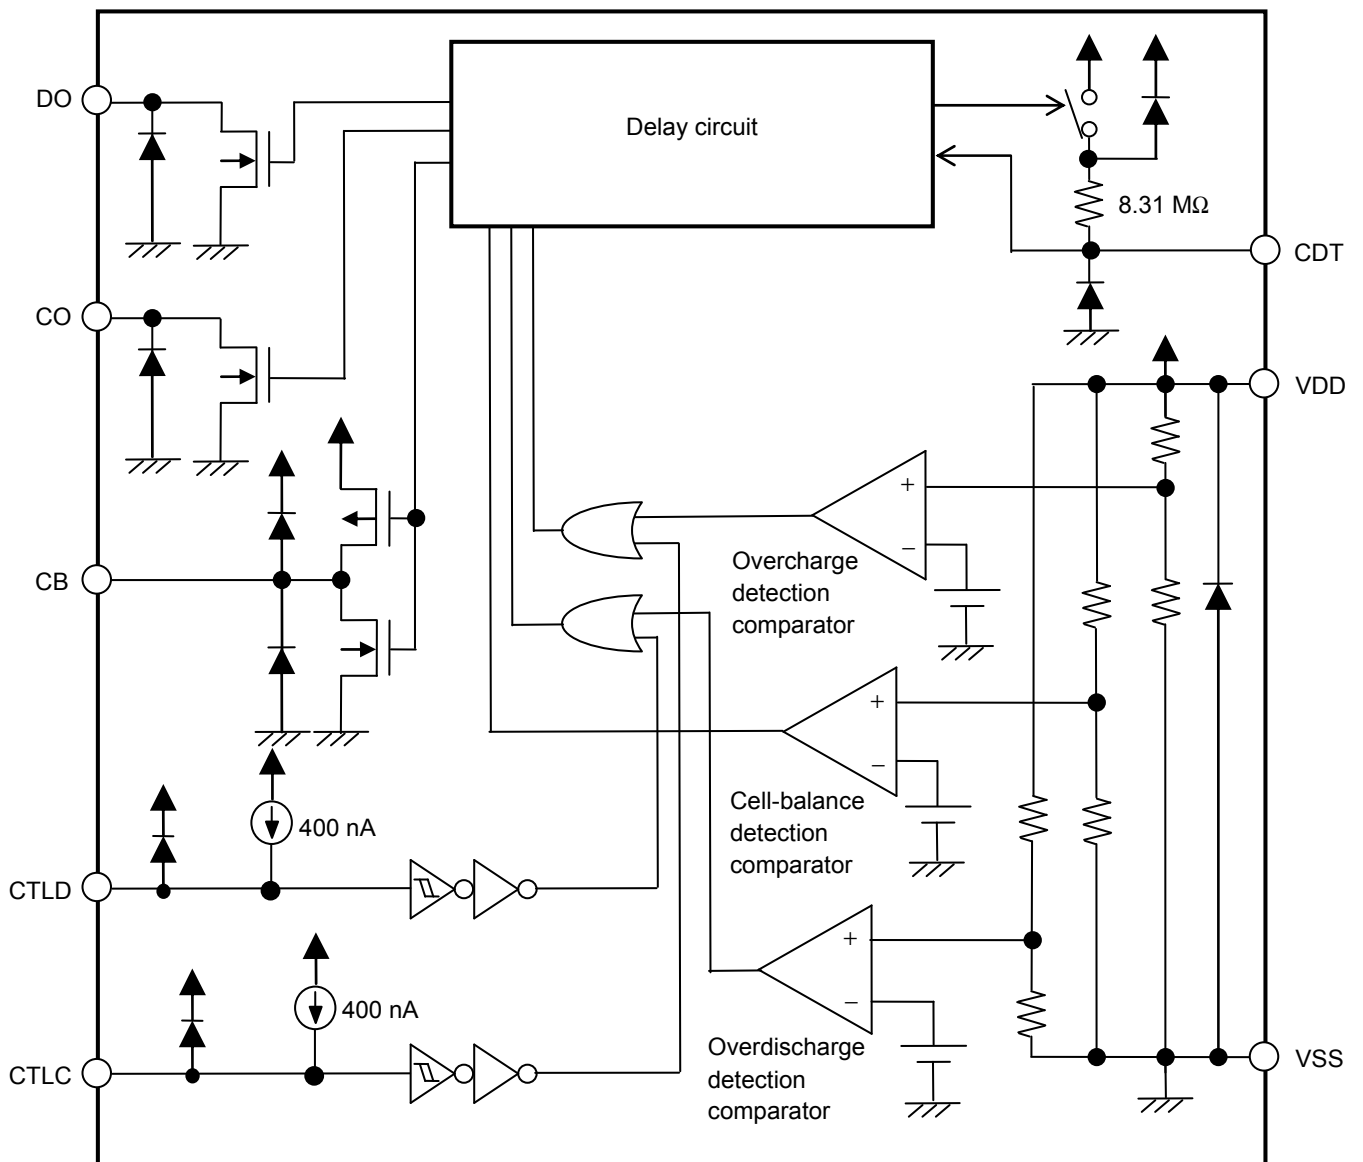 DO
Delay circuit
8.31 MΩ
CDT
CO
VDD
+
−
Overcharge
detection
comparator
CB
+
−
Cell-balance
detection
comparator
400 nA
CTLD
+
−
400 nA
Overdischarge
detection
comparator
CTLC
VSS